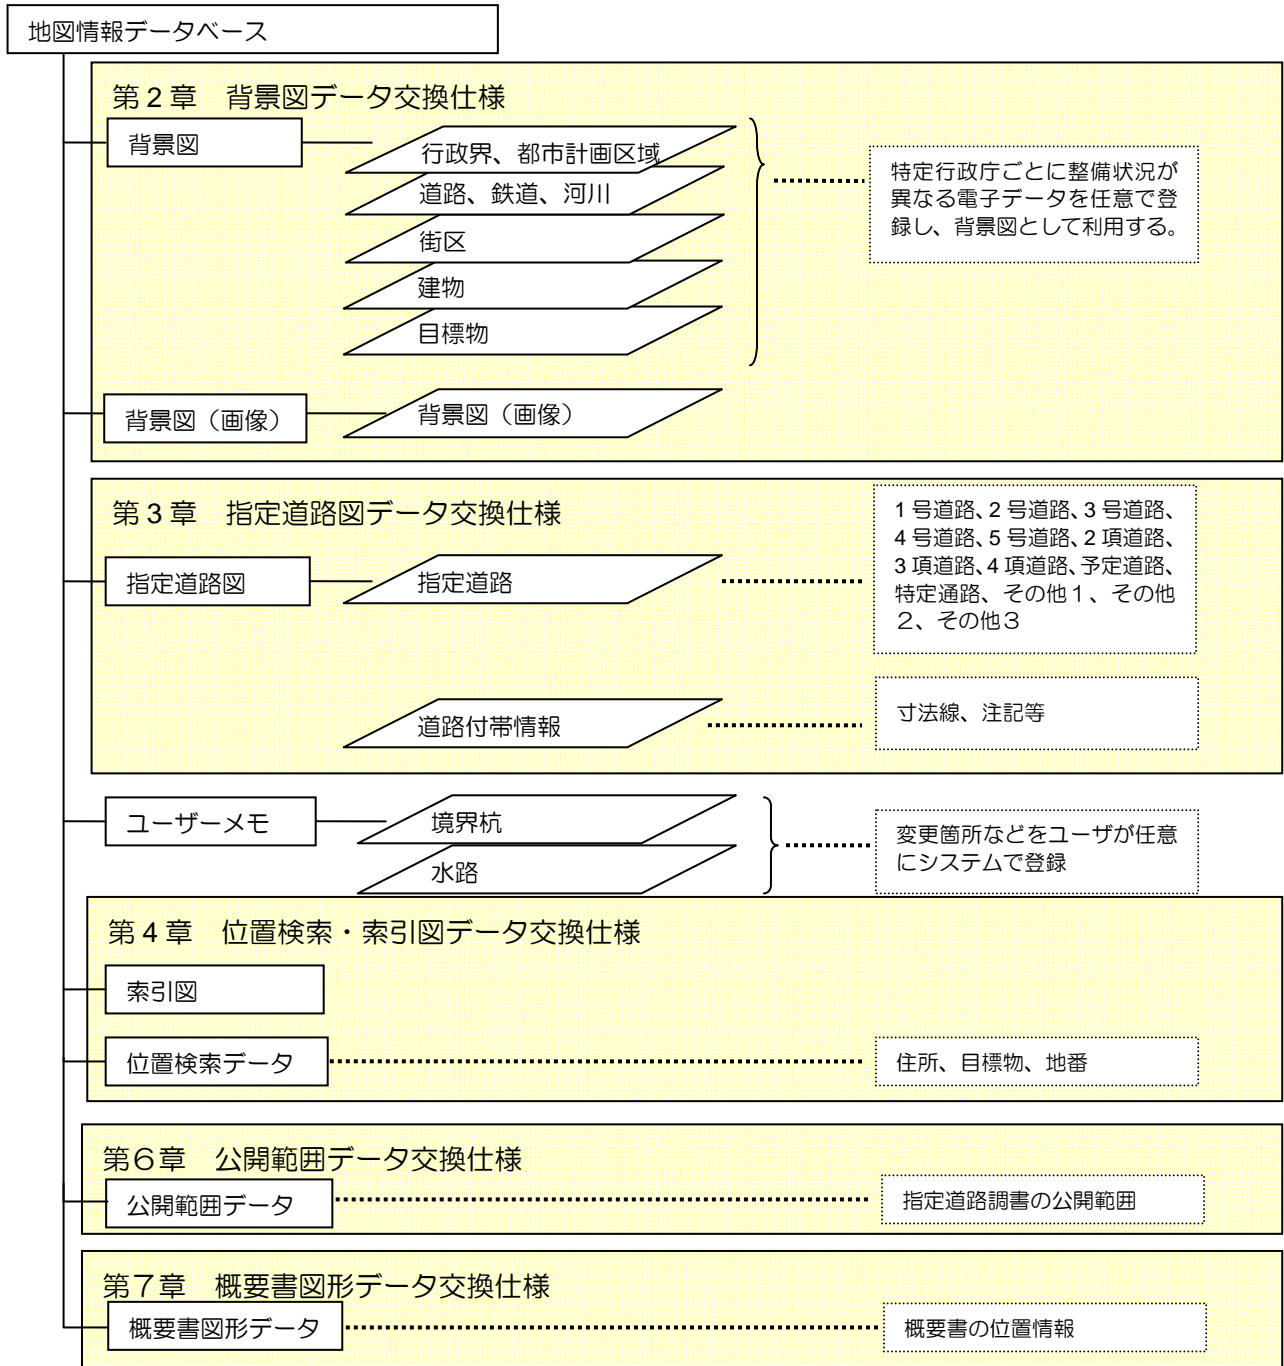 地図情報データベース
第2章　背景図データ交換仕様
背景図
行政界、都市計画区域
道路、鉄道、河川
街区
建物
目標物
特定行政庁ごとに整備状況が
異なる電子データを任意で登
録し、背景図として利用する。
背景図（画像）
背景図（画像）
第3章　指定道路図データ交換仕様
指定道路図
指定道路
1号道路、2号道路、3号道路、
4号道路、5号道路、2項道路、
3項道路、4項道路、予定道路、
特定通路、その他１、その他
２、その他３
道路付帯情報
寸法線、注記等
ユーザーメモ
境界杭
水路
変更箇所などをユーザが任意
にシステムで登録
第4章　位置検索・索引図データ交換仕様
索引図
位置検索データ
住所、目標物、地番
第６章　公開範囲データ交換仕様
公開範囲データ
指定道路調書の公開範囲
第７章　概要書図形データ交換仕様
概要書図形データ
概要書の位置情報